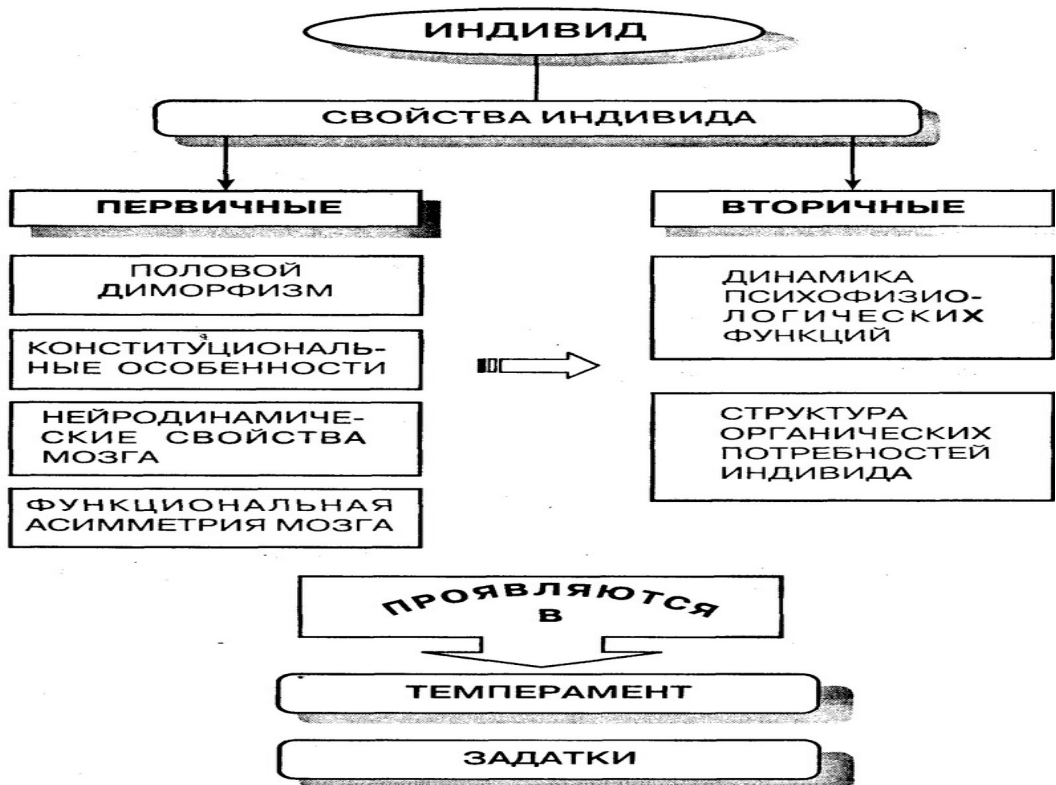 ИНДИВИД
СВОЙСТВА ИНДИВИДА
ПЕРВИЧНЫЕ
ПОЛОВОЙ
ДИМОРФИЗМ
КОНСТИТУЦИОНАЛЬ-
НЫЕ ОСОБЕННОСТИ
НЕЙРОДИНАМИЧЕ-
СКИЕ СВОЙСТВА
МОЗГА
ФУНКЦИОНАЛЬНАЯ
АСИММЕТРИЯ МОЗГА
ВТОРИЧНЫЕ
ДИНАМИКА
ПСИХОФИЗИО-
ЛОГИЧЕСКИХ
ФУНКЦИЙ
СТРУКТУРА
ОРГАНИЧЕСКИХ
ПОТРЕБНОСТЕЙ
ИНДИВИДА
ПРОЯВЛЯЮТСЯ
В
ТЕМПЕРАМЕНТ
ЗАДАТКИ